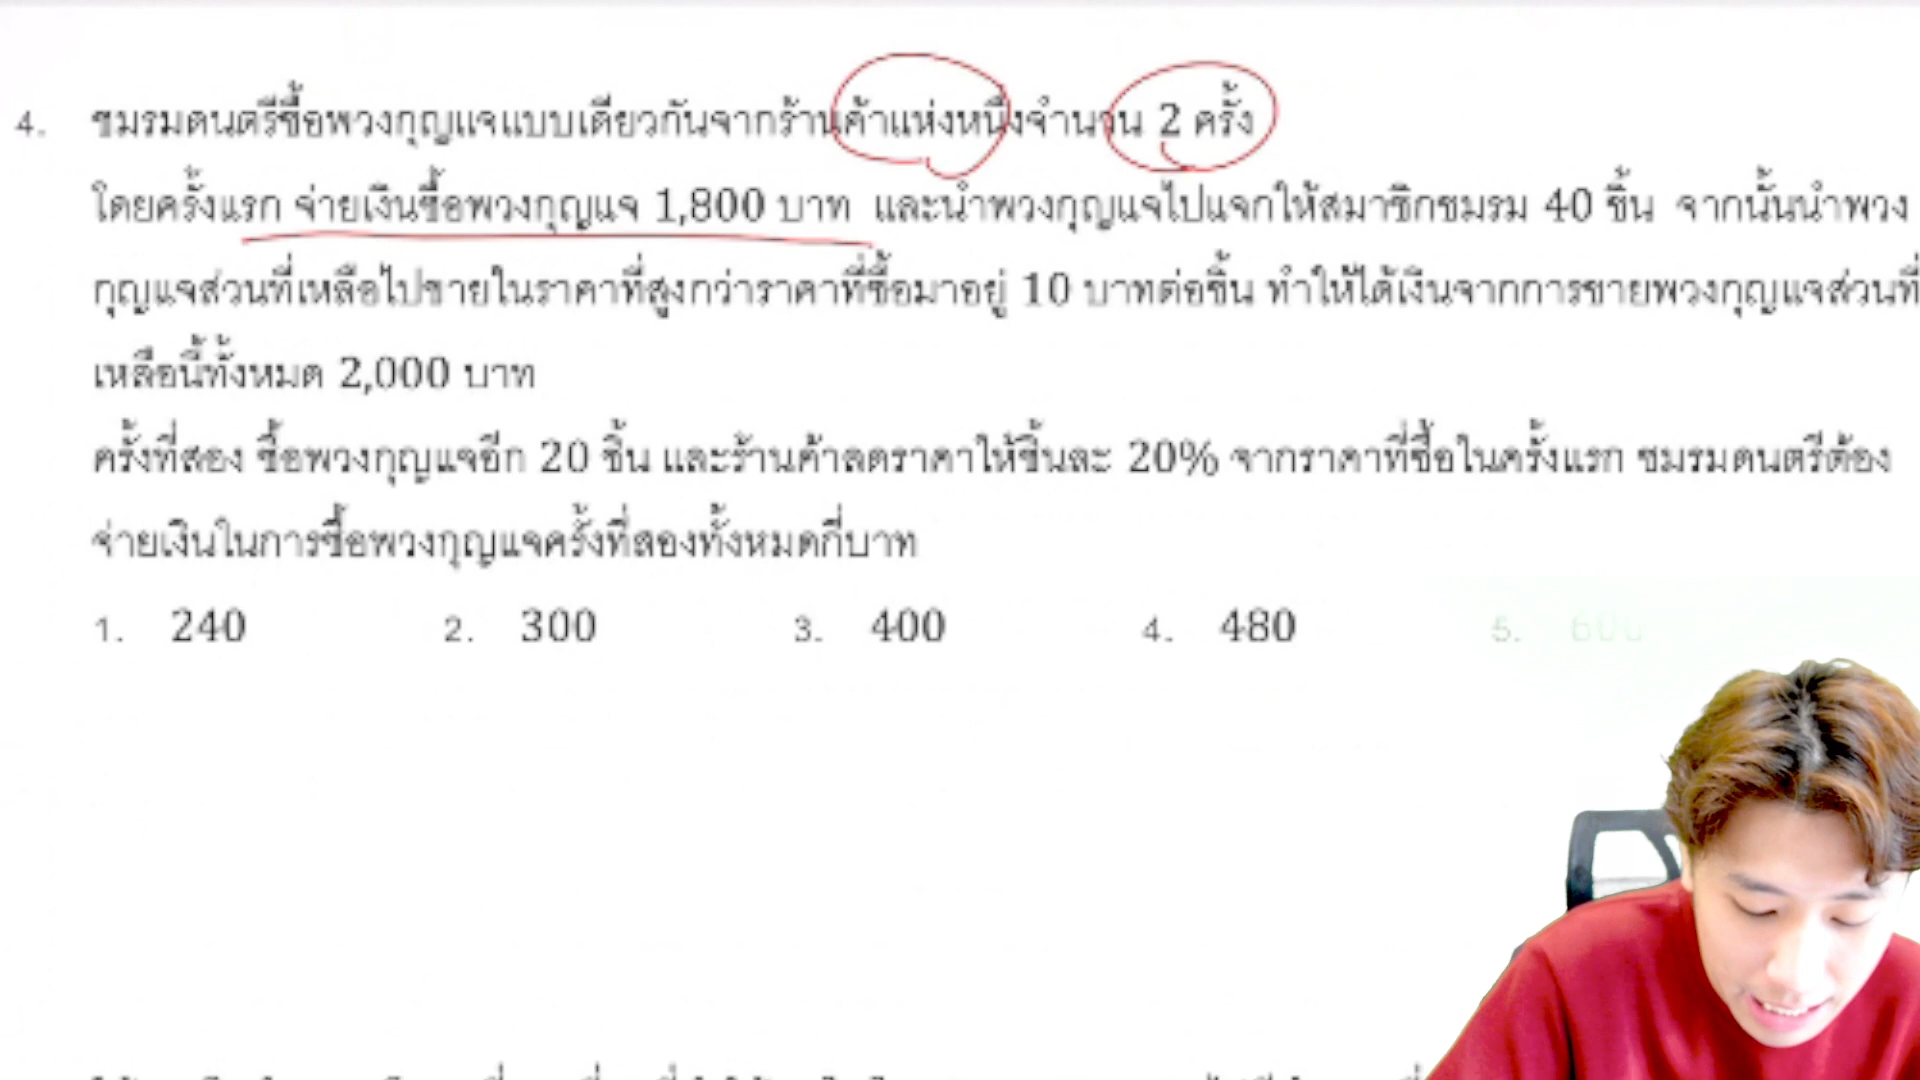 4. ชมรมดนตรีซื้อพวงกุญแจแบบเดียวกันจากร้านค้าแห่งหนึ่งจำนวน 2 ครั้ง
โดยครั้งแรก จ่ายเงินซื้อพวงกุญแจ 1,800 บาท และนำพวงกุญแจไปแจกให้สมาชิกชมรม 40 ชิ้น จากนั้นนำพวง
กุญแจส่วนที่เหลือไปขายในราคาที่สูงกว่าราคาที่ซื้อมาอยู่ 10 บาทต่อชิ้น ทำให้ได้เงินจากการขายพวงกุญแจส่วนที่
เหลือนี้ทั้งหมด 2,000 บาท
ครั้งที่สอง ซื้อพวงกุญแจอีก 20 ชิ้น และร้านค้าลดราคาให้ชิ้นละ 20% จากราคาที่ซื้อในครั้งแรก ชมรมดนตรีต้อง
จ่ายเงินในการซื้อพวงกุญแจครั้งที่สองทั้งหมดกี่บาท
1. 240 2. 300 3. 400 4. 480 5. 600